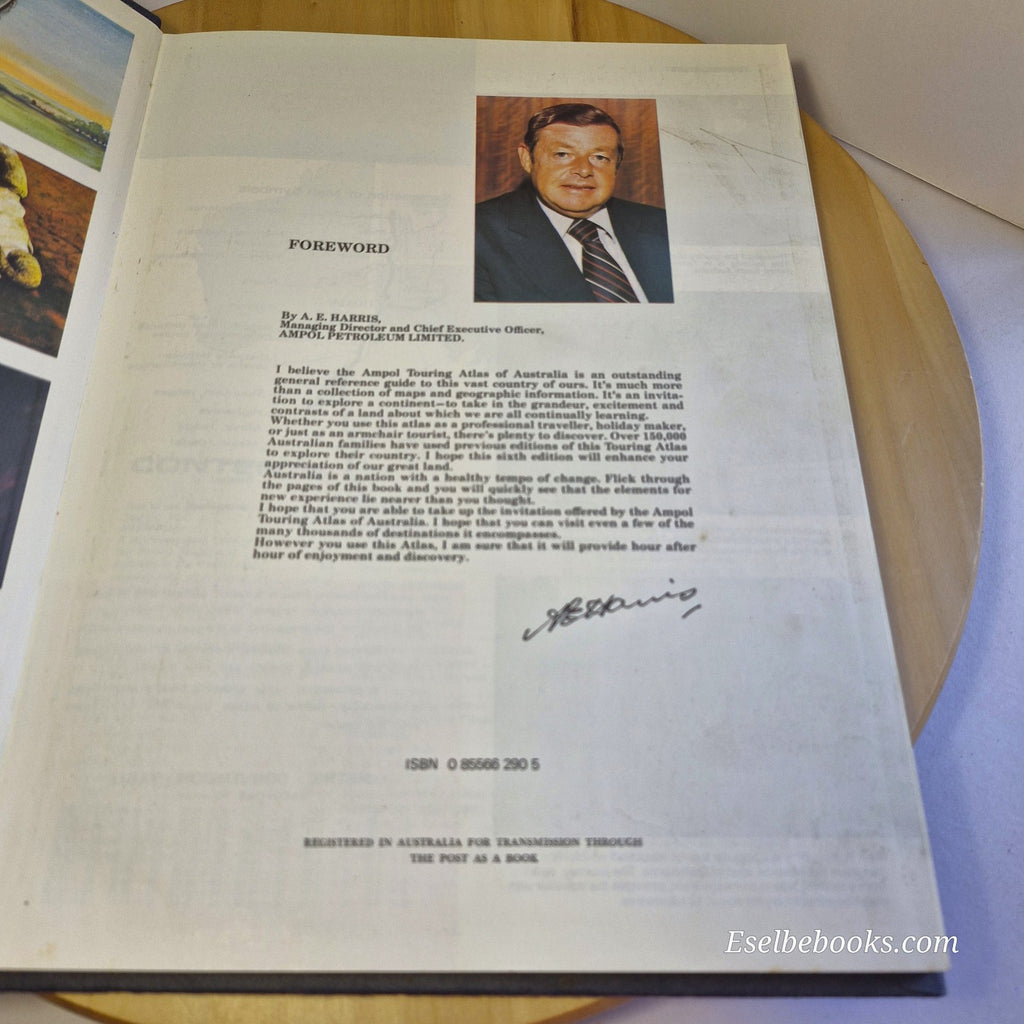 FOREWORD
By A. E. HARRIS,
Managing Director and Chief Executive Officer,
AMPOL PETROLEUM LIMITED.
I believe the Ampol Touring Atlas of Australia is an outstanding
general reference guide to this vast country of ours. It's much more
than a collection of maps and geographic information. It's an invita-
tion to explore a continent—to take in the grandeur, excitement and
contrasts of a land about which we are all continually learning.
Whether you use this atlas as a professional traveller, holiday maker,
or just as an armchair tourist, there's plenty to discover. Over 150,000
Australian families have used previous editions of this Touring Atlas
to explore their country. I hope this sixth edition will enhance your
appreciation of our great land.
Australia is a nation with a healthy tempo of change. Flick through
the pages of this book and you will quickly see that the elements for
new experience lie nearer than you thought.
I hope that you are able to take up the invitation offered by the Ampol
Touring Atlas of Australia. I hope that you can visit even a few of the
many thousands of destinations it encompasses.
However you use this Atlas, I am sure that it will provide hour after
hour of enjoyment and discovery.
AEHarris
ISBN 0 85566 290 5
REGISTERED IN AUSTRALIA FOR TRANSMISSION THROUGH
THE POST AS A BOOK
Eselbebooks.com